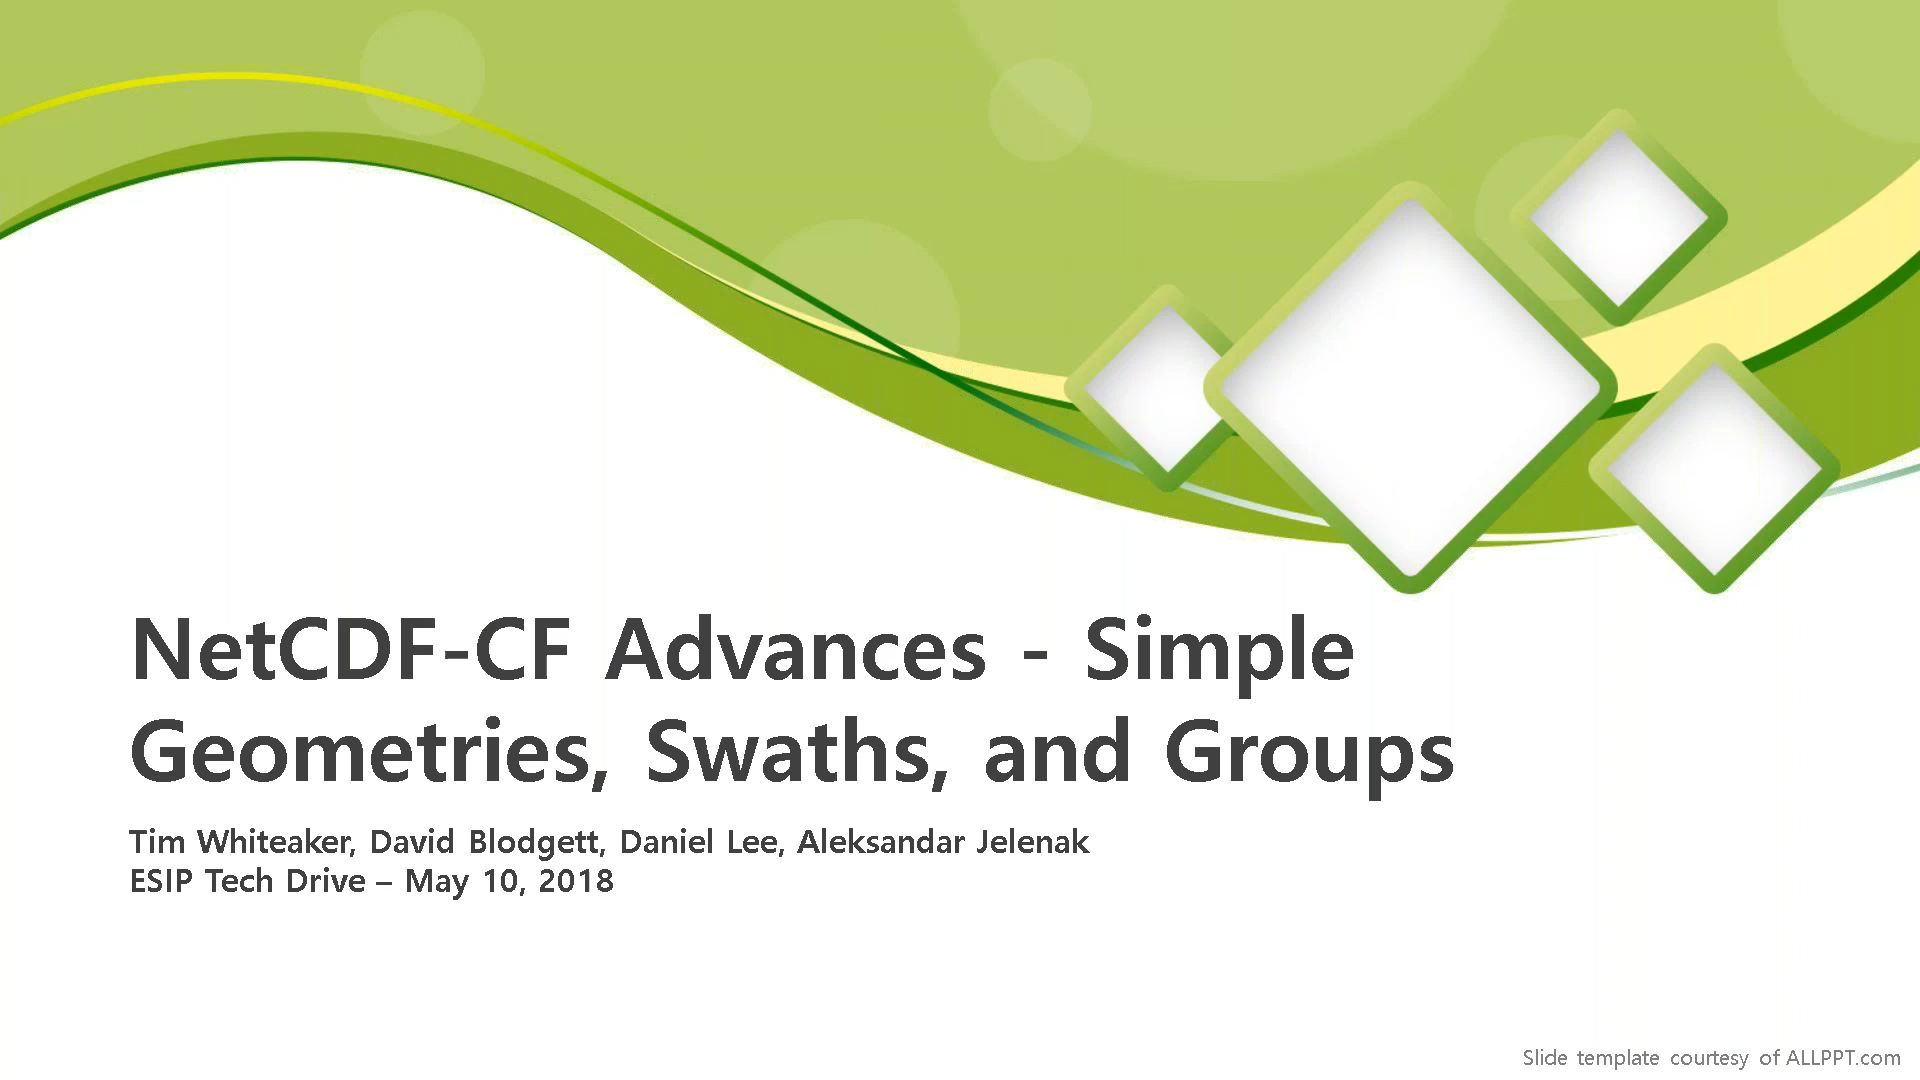 NetCDF-CF Advances - Simple
Geometries, Swaths, and Groups
Tim Whiteaker, David Blodgett, Daniel Lee, Aleksandar Jelenak
ESIP Tech Drive – May 10, 2018
Slide template courtesy of ALLPPT.com